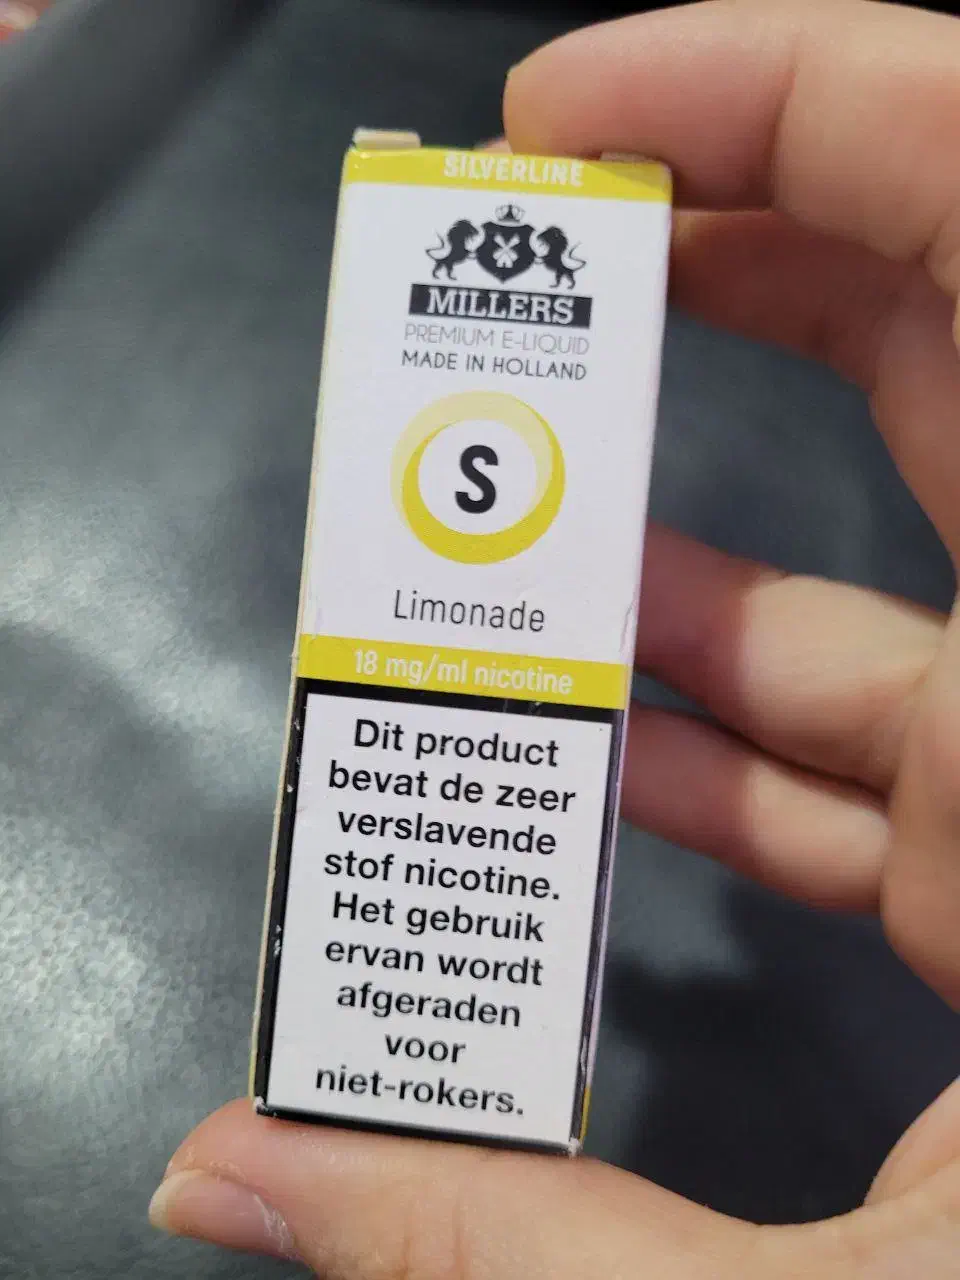 SILVERLINE
MILLERS
PREMIUM E-LIQUID
MADE IN HOLLAND
S
Limonade
18 mg/ml nicotine
Dit product
bevat de zeer
verslavende
stof nicotine.
Het gebruik
ervan wordt
afgeraden
voor
niet-rokers.